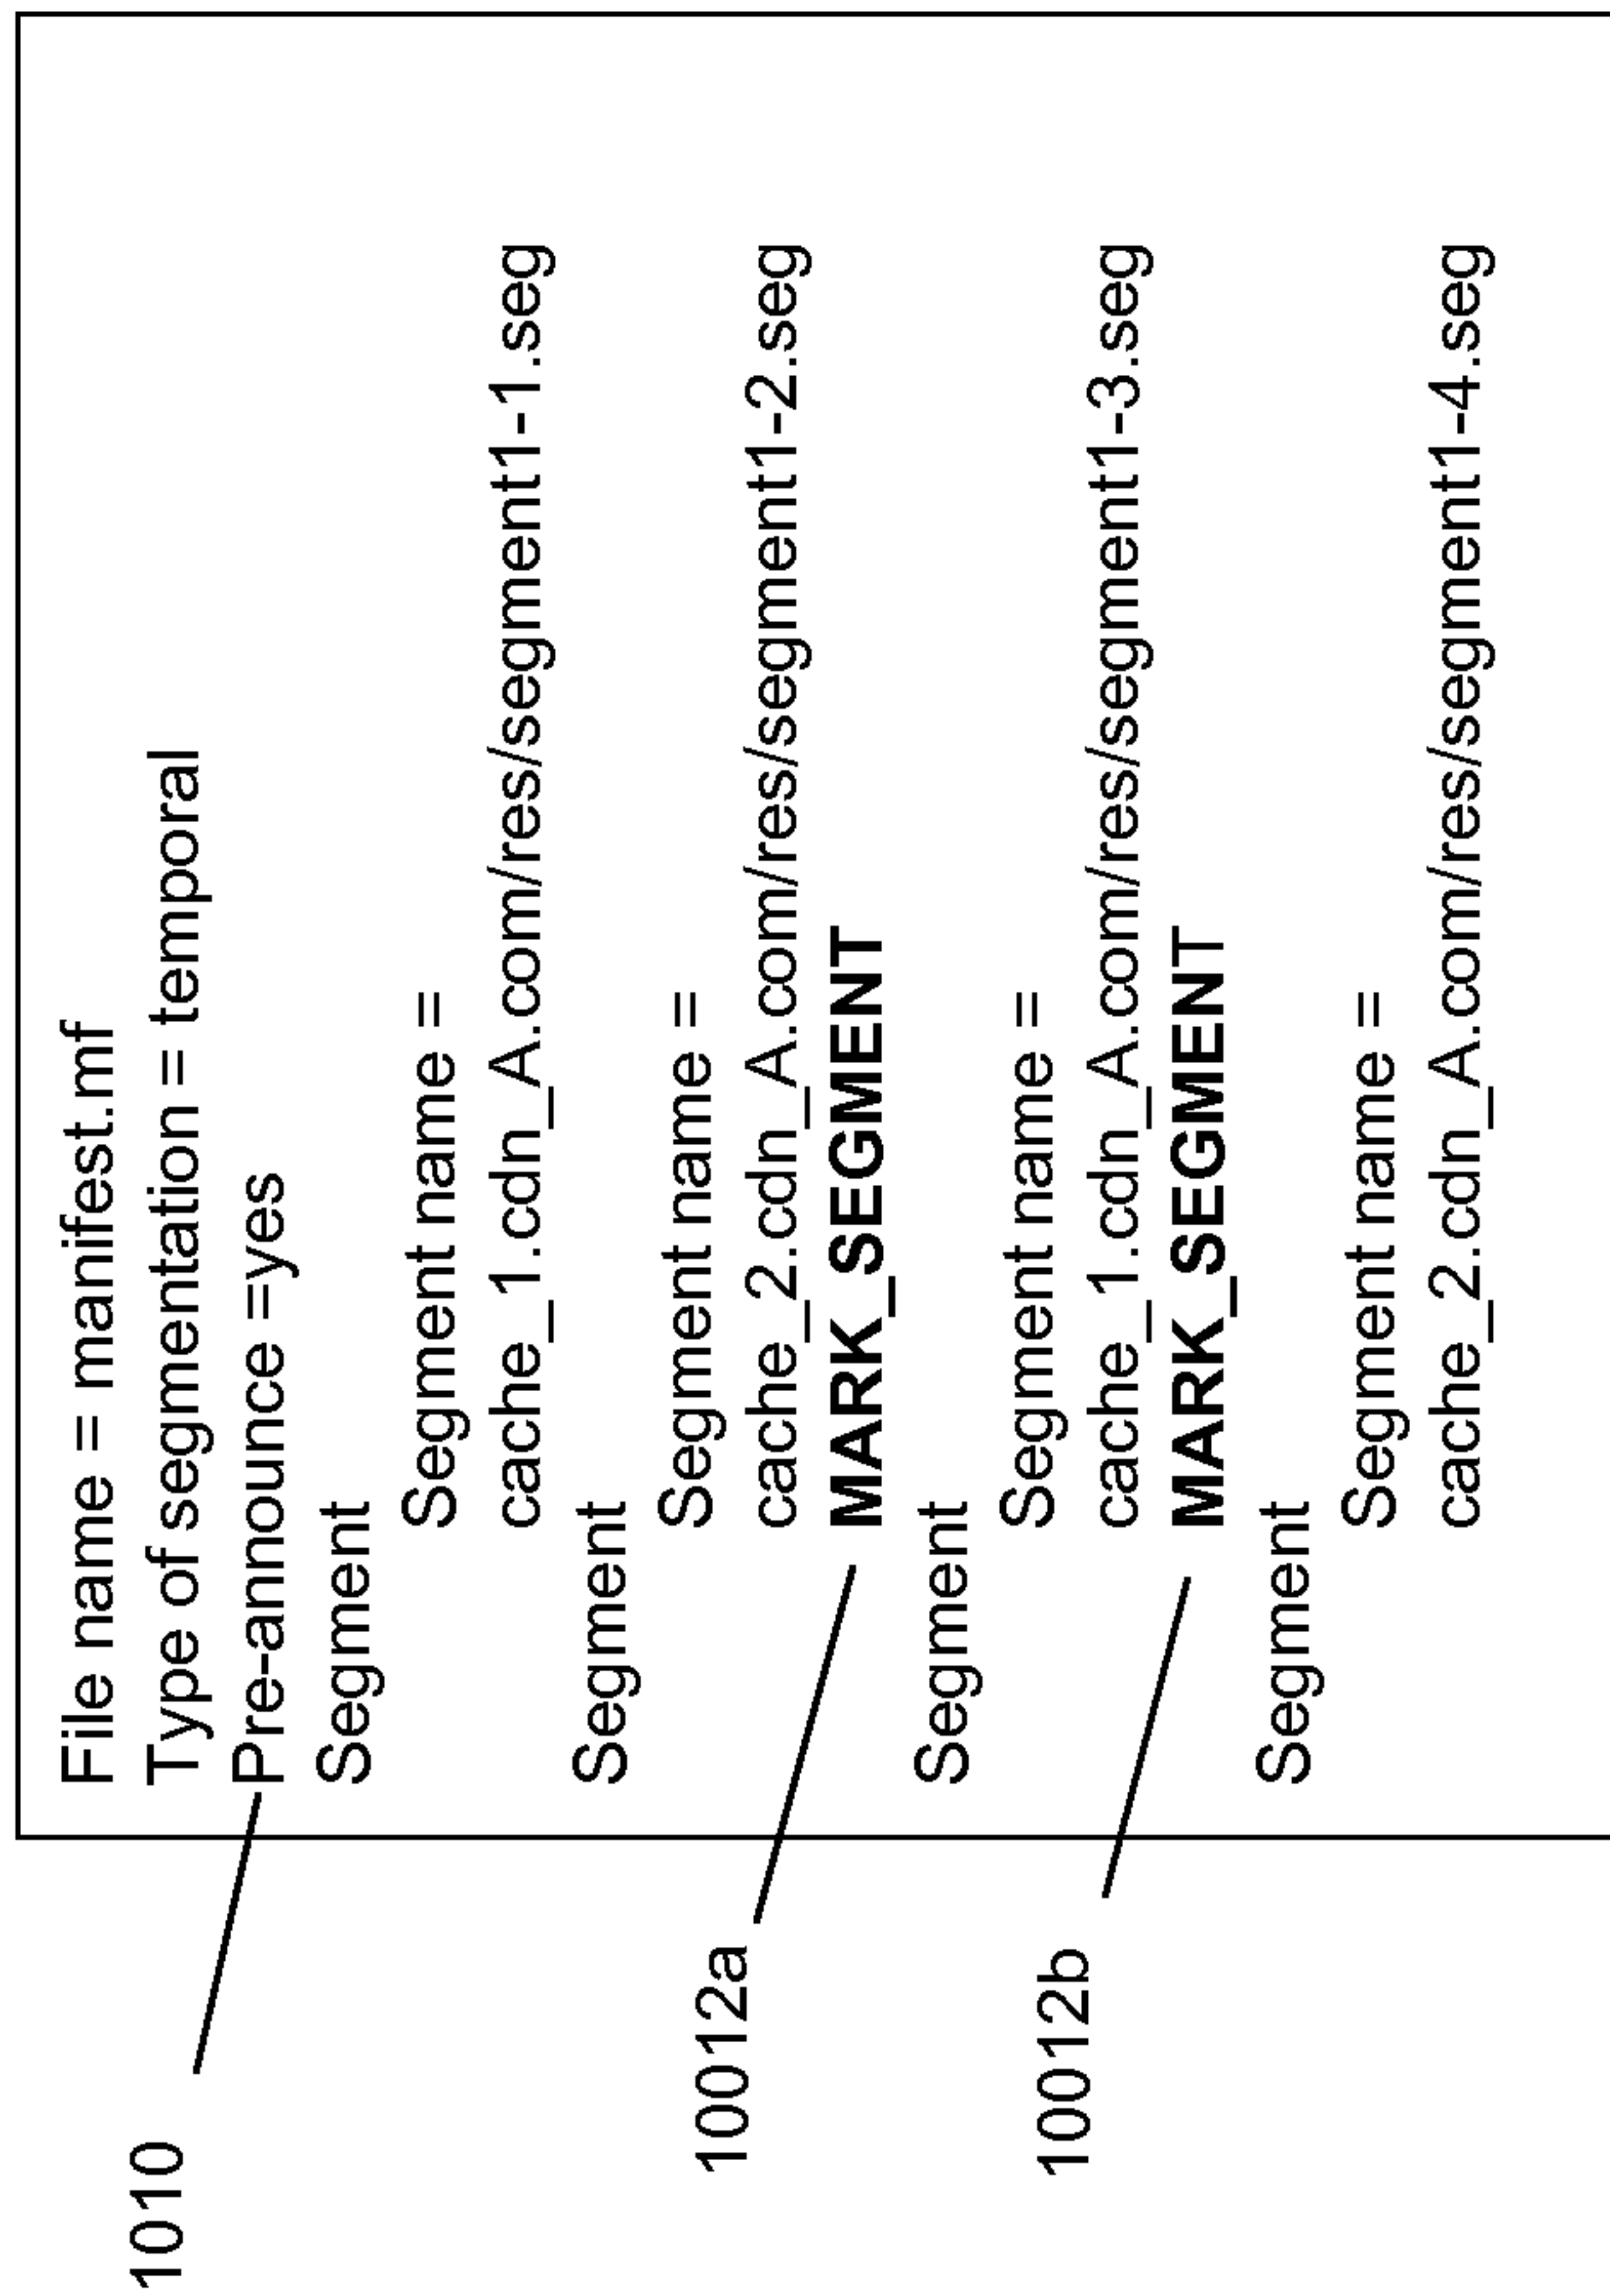 File name = manifest.mf
Type of segmentation = temporal
1010
Pre-announce =yes
Segment
Segment name =
cache_1.cdn_A.com/res/segment1-1.seg
Segment
Segment name =
cache_2.cdn_A.com/res/segment1-2.seg
10012a
MARK_SEGMENT
Segment
Segment name =
cache_1.cdn_A.com/res/segment1-3.seg
10012b
MARK_SEGMENT
Segment
Segment name =
cache_2.cdn_A.com/res/segment1-4.seg